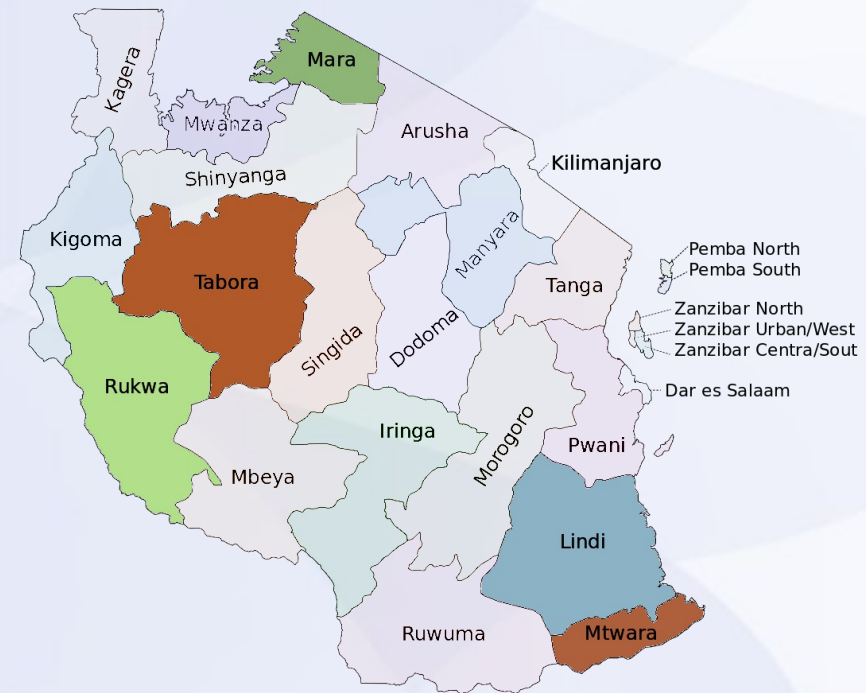 Mara
Kagera
Mwanza
Arusha
Kilimanjaro
Shinyanga
Kigoma
Manyara
Pemba North
Pemba South
Tabora
Tanga
Zanzibar North
Zanzibar Urban/West
Zanzibar Centra/Sout
Singida
Dodoma
Rukwa
Dar es Salaam
Iringa
Morogoro
Pwani
Mbeya
Lindi
Ruwuma
Mtwara